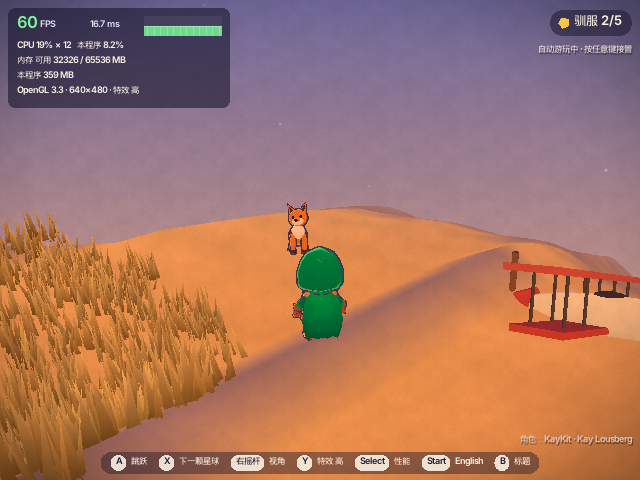 60 FPS 16.7 ms
CPU 19% × 12 本程序 8.2%
内存 可用 32326 / 65536 MB
本程序 359 MB
OpenGL 3.3 · 640×480 · 特效 高
驯服 2/5
自动游玩中 · 按任意键接管
角色 : KayKit · Kay Lousberg
A 跳跃 X 下一颗星球 右摇杆 视角 Y 特效 高 Select 性能 Start English B 标题